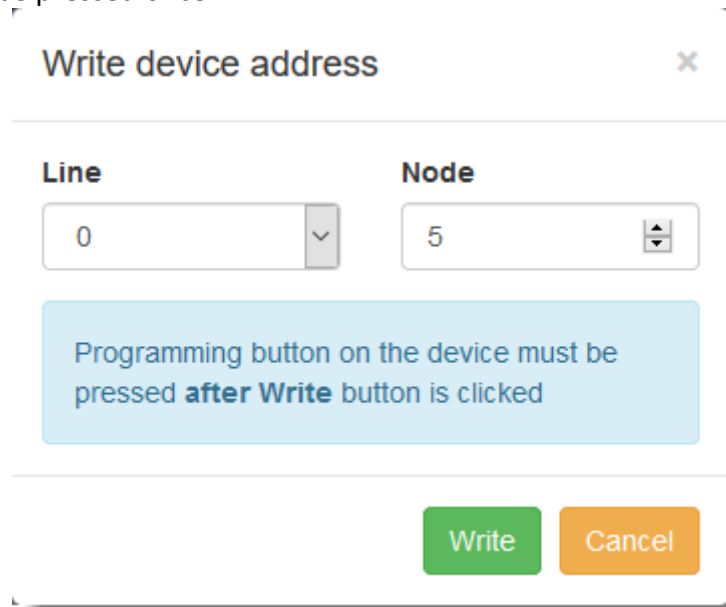 Write device address ×
Line Node
0 5
Programming button on the device must be
pressed after Write button is clicked
Write Cancel